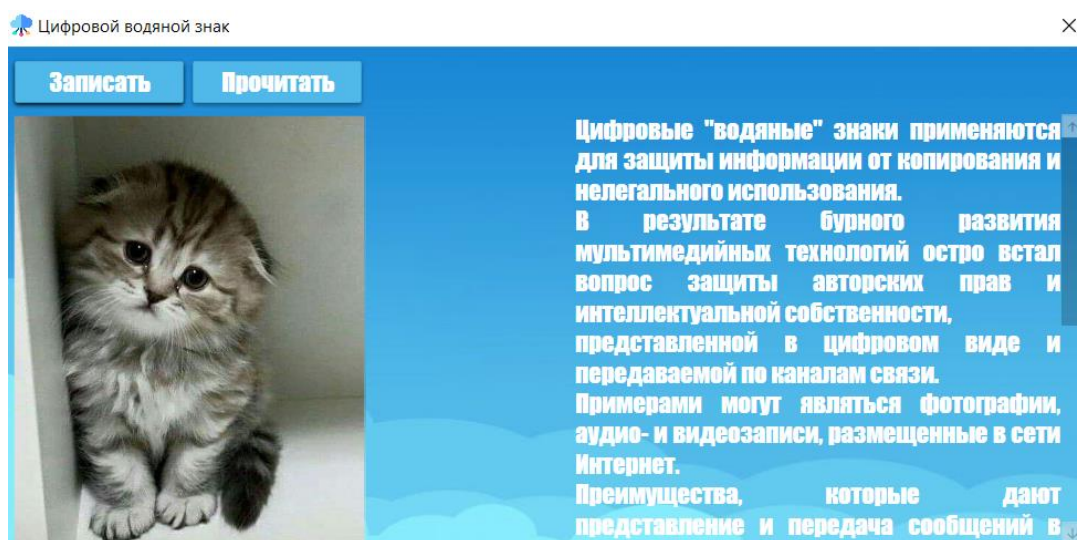 Цифровой водяной знак
Записать Прочитать
Цифровые "водяные" знаки применяются
для защиты информации от копирования и
нелегального использования.
В результате бурного развития
мультимедийных технологий остро встал
вопрос защиты авторских прав и
интеллектуальной собственности,
представленной в цифровом виде и
передаваемой по каналам связи.
Примерами могут являться фотографии,
аудио- и видеозаписи, размещенные в сети
Интернет.
Преимущества, которые дают
представление и передача сообщений в